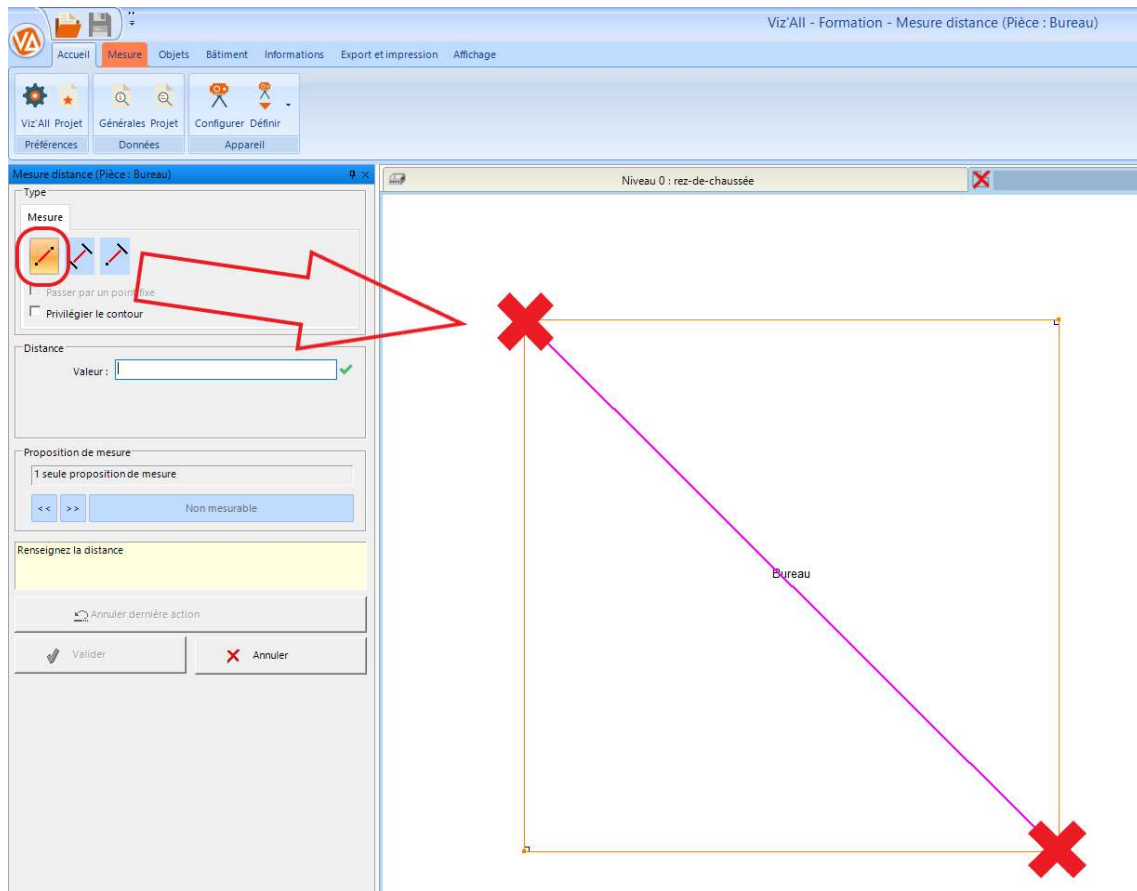 Viz'All - Formation - Mesure distance (Pièce : Bureau)
Accueil Mesure Objets Bâtiment Informations Export et impression Affichage
Viz'All Projet Générales Projet Configurer Définir
Préférences Données Appareil
Mesure distance (Pièce : Bureau)
Niveau 0 : rez-de-chaussée
Type
Mesure
Passer par un point fixe
Privilégier le contour
Distance
Valeur :
Proposition de mesure
1 seule proposition de mesure
<< >> Non mesurable
Renseignez la distance
Annuler dernière action
Valider Annuler
Bureau